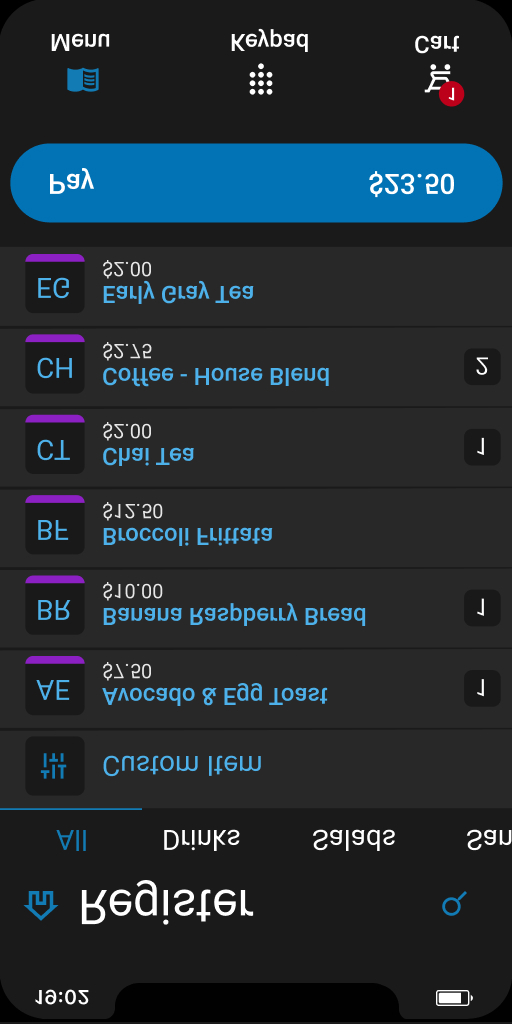 19:02
Register
All Drinks Salads San
Custom Item
AE Avocado & Egg Toast 1
$7.50
BR Banana Raspberry Bread 1
$10.00
BF Broccoli Frittata
$12.50
CT Chai Tea 1
$2.00
CH Coffee - House Blend 2
$2.75
EG Early Gray Tea
$2.00
Pay $23.50
1
Menu Keypad Cart